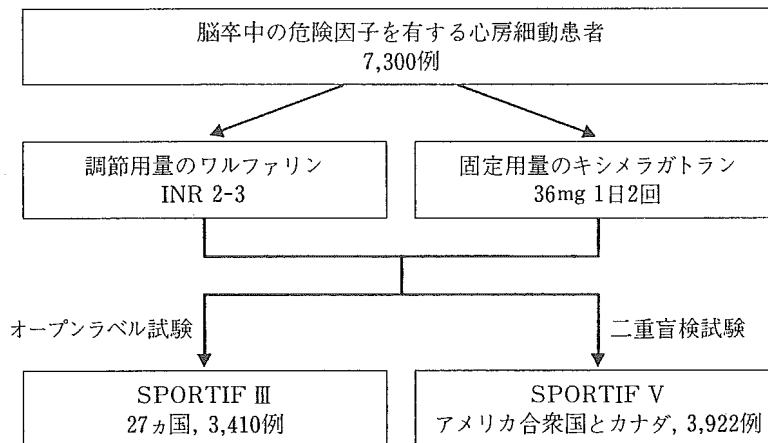 脳卒中の危険因子を有する心房細動患者
7,300例
調節用量のワルファリン
INR 2-3
固定用量のキシメラガトラン
36mg 1日2回
オープンラベル試験
二重盲検試験
SPORTIF Ⅲ
27ヵ国, 3,410例
SPORTIF Ⅴ
アメリカ合衆国とカナダ, 3,922例